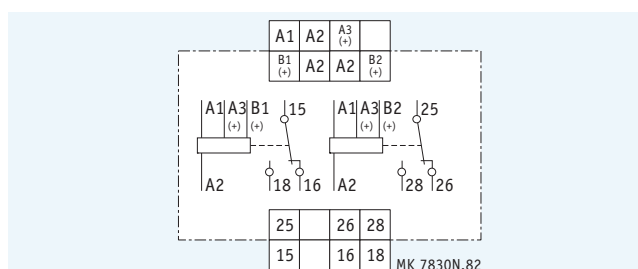 A1 A2 A3 (+)
B1 (+) A2 A2 B2 (+)
A1 A3 (+) B1 (+) 15 A1 A3 (+) B2 (+) 25
A2 18 16 A2 28 26
25 26 28
15 16 18
MK 7830N.82